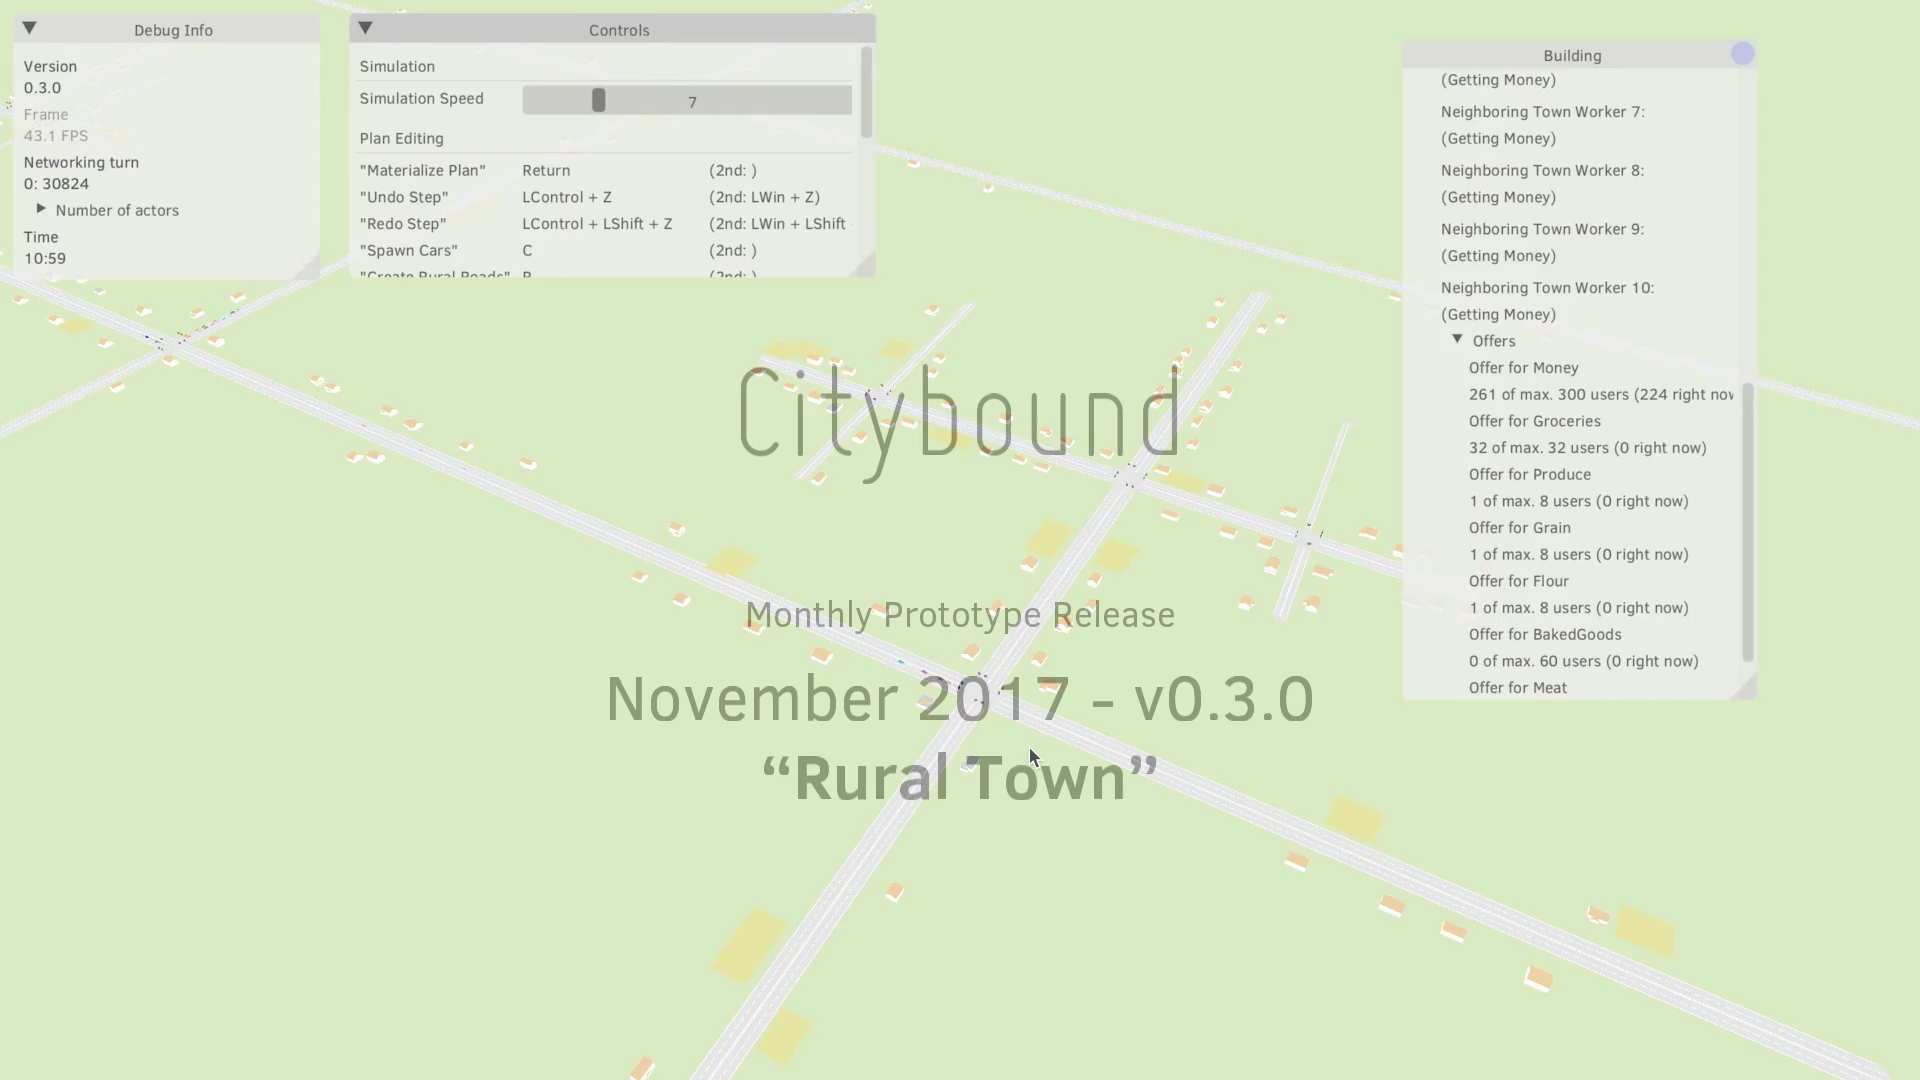 Debug Info
Version
0.3.0
Frame
43.1 FPS
Networking turn
0: 30824
Number of actors
Time
10:59
Controls
Simulation
Simulation Speed 7
Plan Editing
"Materialize Plan" Return (2nd: )
"Undo Step" LControl + Z (2nd: LWin + Z)
"Redo Step" LControl + LShift + Z (2nd: LWin + LShift
"Spawn Cars" C (2nd: )
"Create Rural Roads" R (2nd: )
Building
(Getting Money)
Neighboring Town Worker 7:
(Getting Money)
Neighboring Town Worker 8:
(Getting Money)
Neighboring Town Worker 9:
(Getting Money)
Neighboring Town Worker 10:
(Getting Money)
Offers
Offer for Money
261 of max. 300 users (224 right nov
Offer for Groceries
32 of max. 32 users (0 right now)
Offer for Produce
1 of max. 8 users (0 right now)
Offer for Grain
1 of max. 8 users (0 right now)
Offer for Flour
1 of max. 8 users (0 right now)
Offer for BakedGoods
0 of max. 60 users (0 right now)
Offer for Meat
Citybound
Monthly Prototype Release
November 2017 - v0.3.0
“Rural Town”